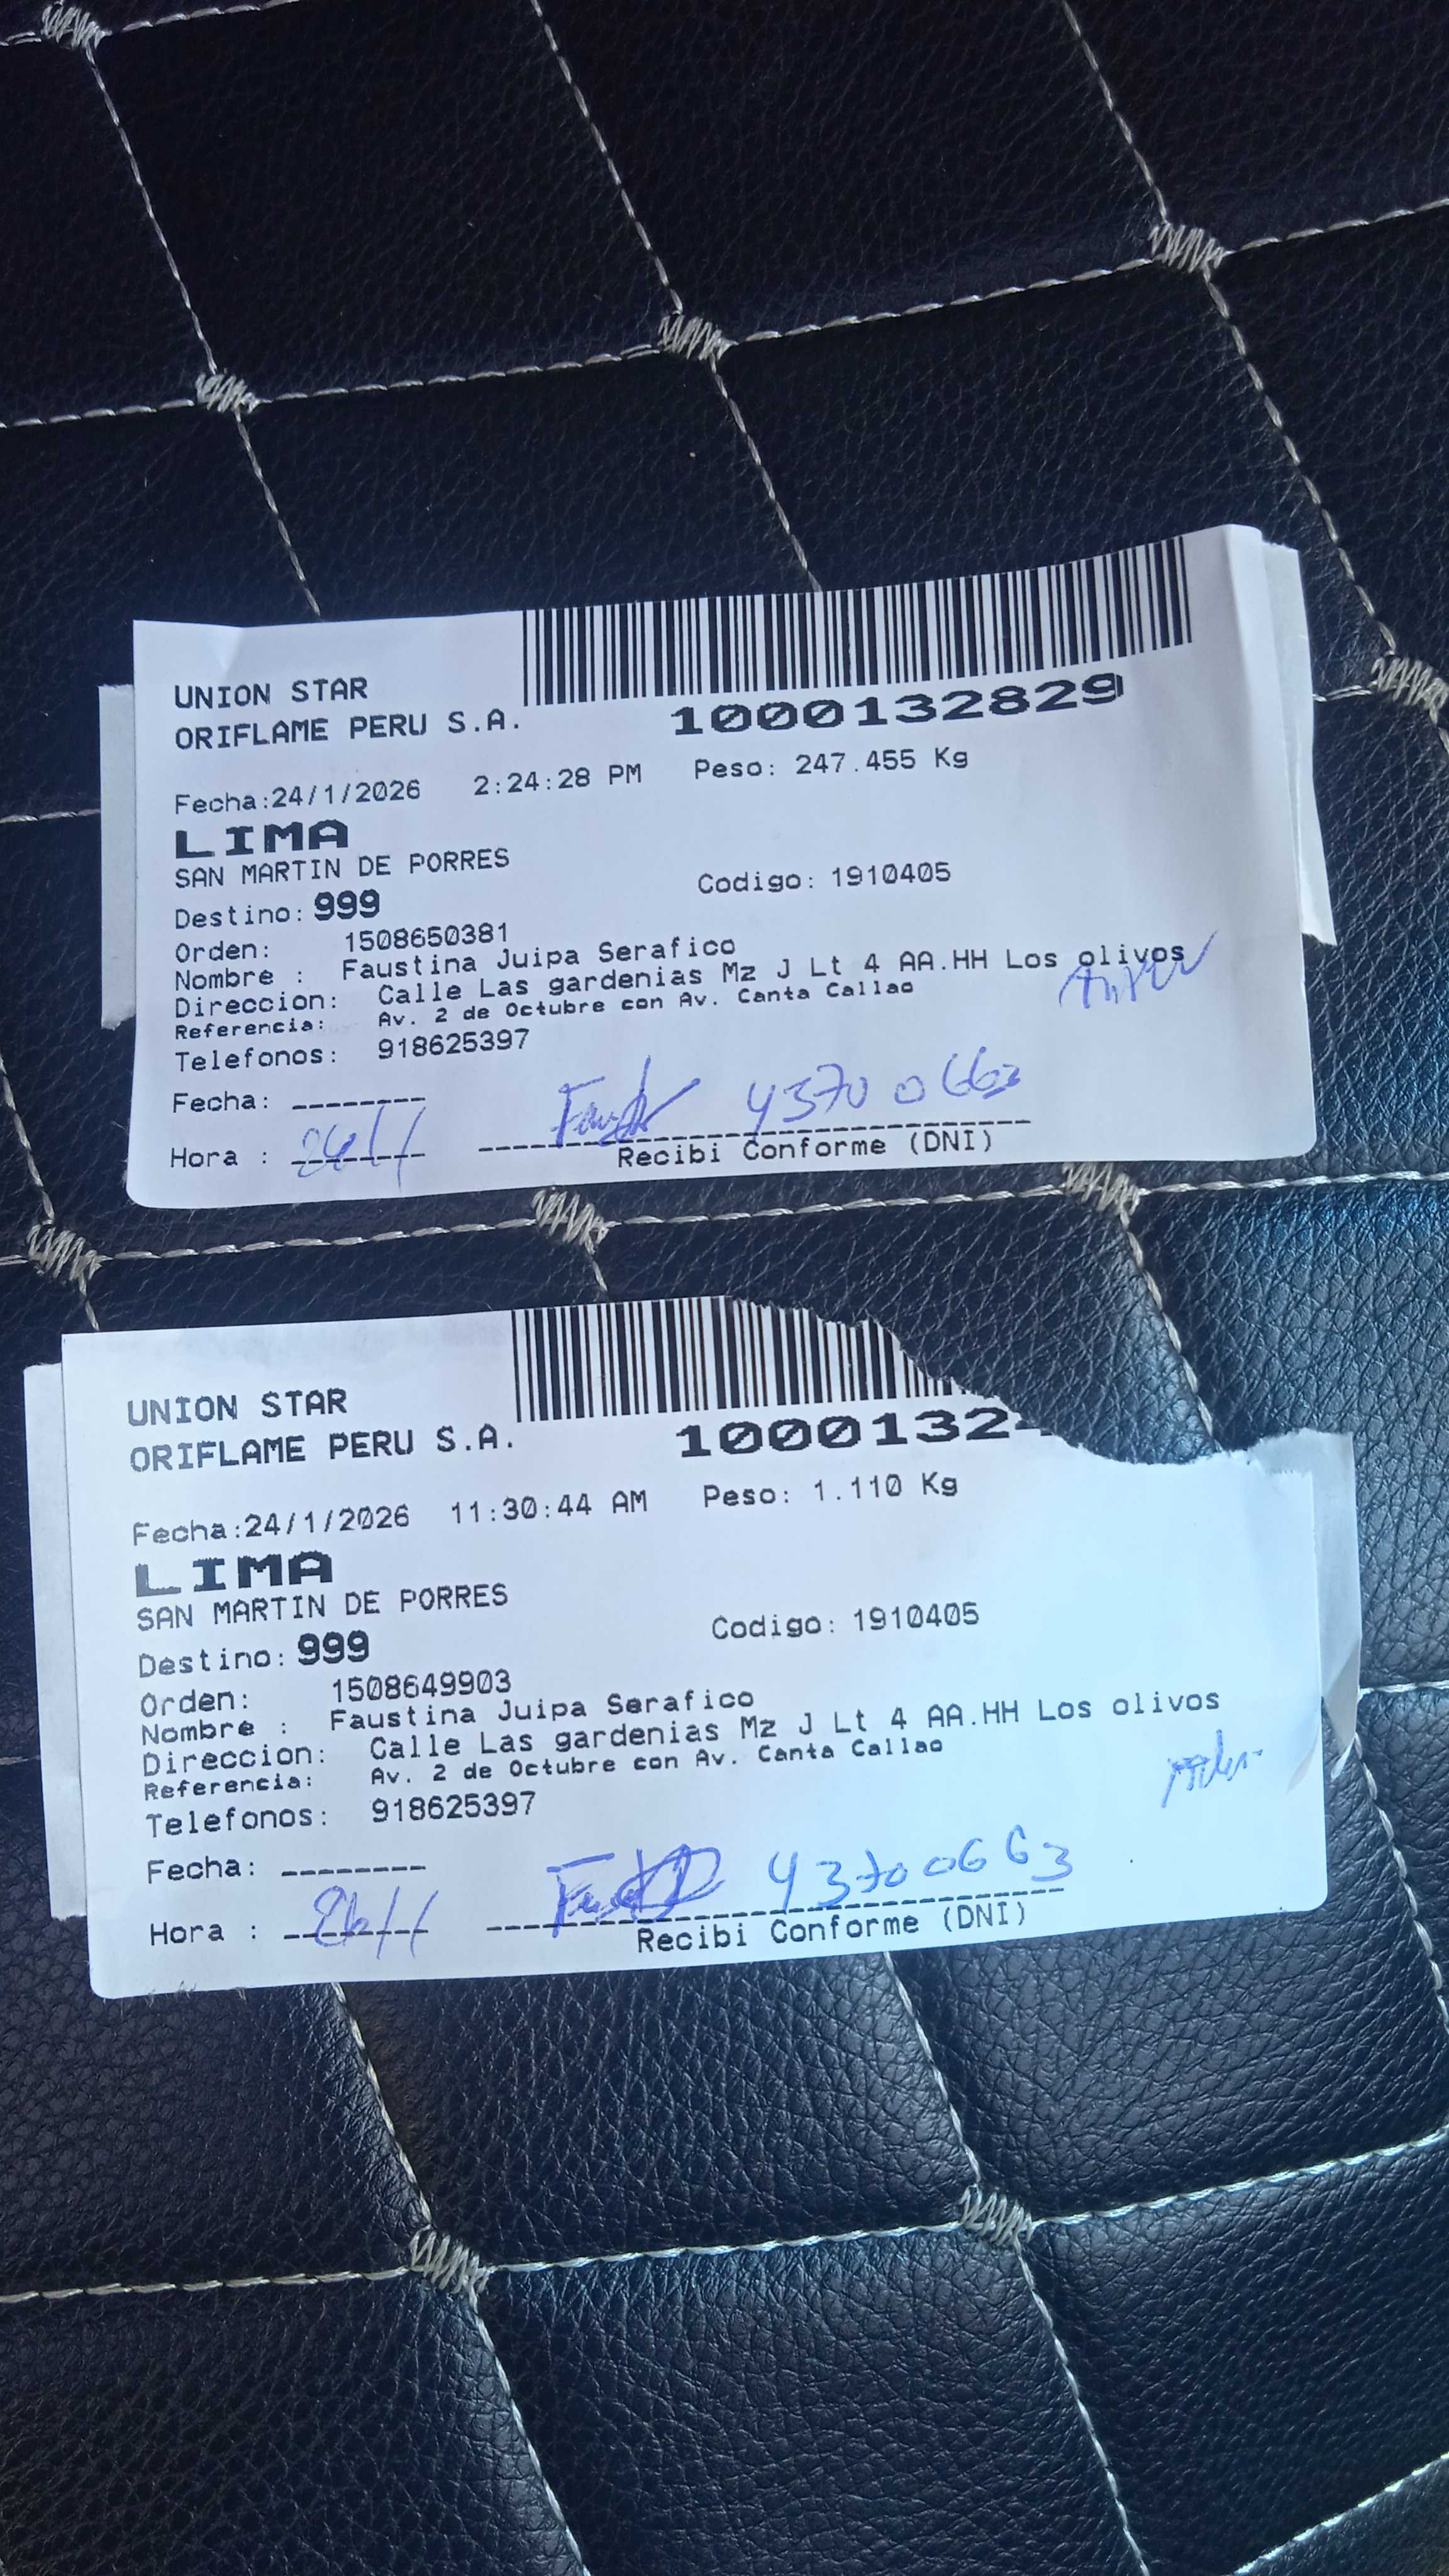 UNION STAR
ORIFLAME PERU S.A.
1000132829
Fecha:24/1/2026 2:24:28 PM Peso: 247.455 Kg
LIMA
SAN MARTIN DE PORRES
Codigo: 1910405
Destino: 999
Orden: 1508650381
Nombre : Faustina Juipa Serafico
Direccion: Calle Las gardenias Mz J Lt 4 AA.HH Los olivos
Referencia: Av. 2 de Octubre con Av. Canta Callao
Telefonos: 918625397
Fecha: --------
43700663
Hora :
Recibi Conforme (DNI)
UNION STAR
ORIFLAME PERU S.A.
1000132
Fecha:24/1/2026 11:30:44 AM Peso: 1.110 Kg
LIMA
SAN MARTIN DE PORRES
Codigo: 1910405
Destino: 999
Orden: 1508649903
Nombre : Faustina Juipa Serafico
Direccion: Calle Las gardenias Mz J Lt 4 AA.HH Los olivos
Referencia: Av. 2 de Octubre con Av. Canta Callao
Telefonos: 918625397
Fecha: --------
43700663
Hora :
Recibi Conforme (DNI)